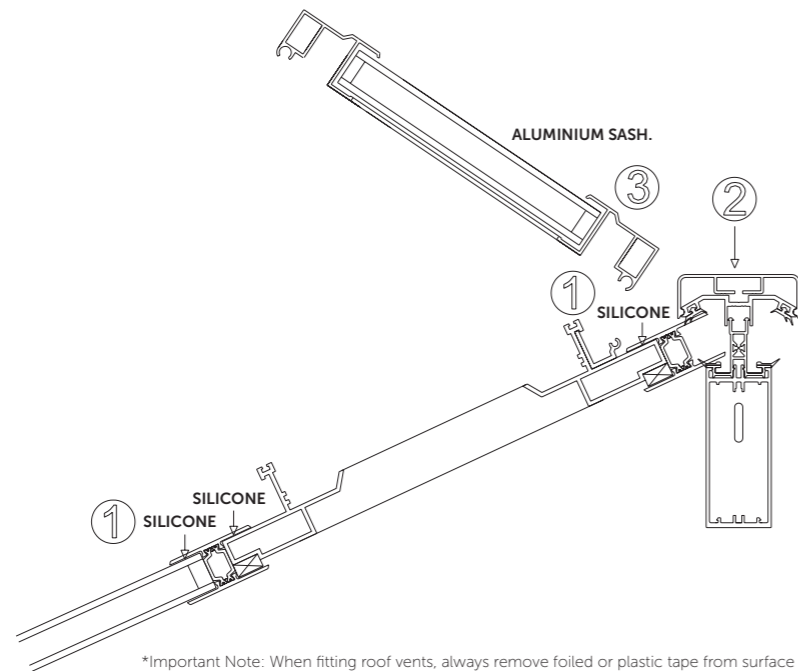 ALUMINIUM SASH.
3
2
1
SILICONE
1
SILICONE
SILICONE
*Important Note: When fitting roof vents, always remove foiled or plastic tape from surface